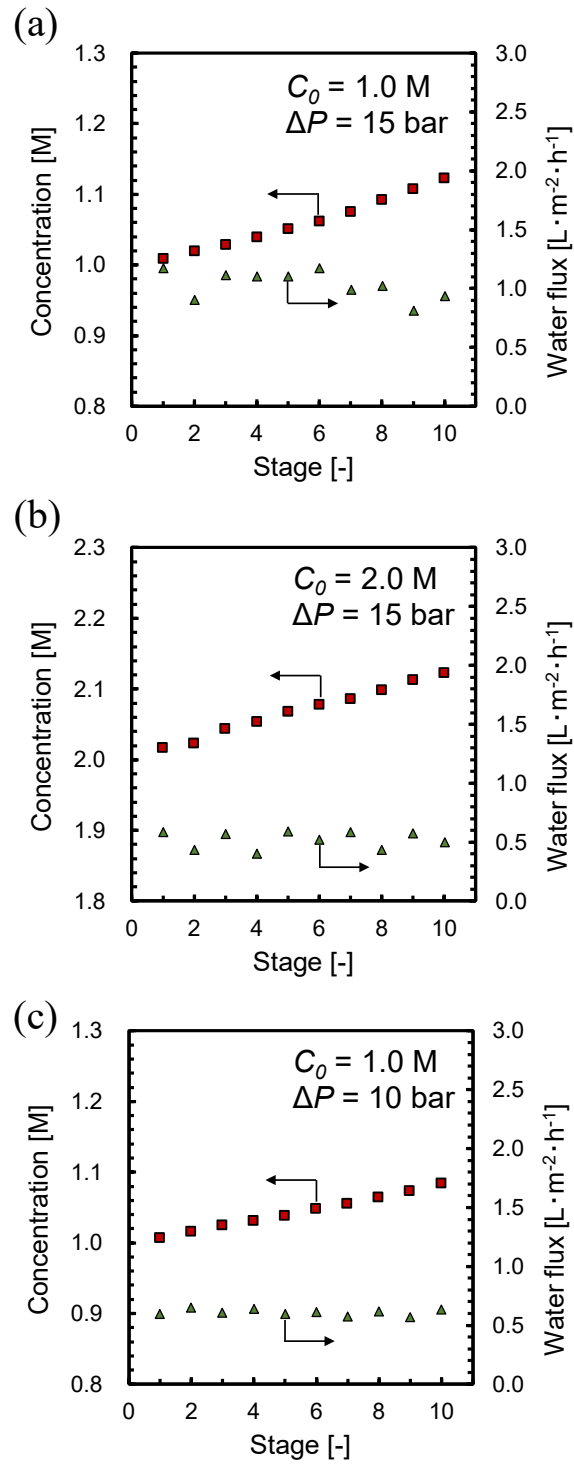 (a)
1.3
1.2
1.1
1.0
0.9
0.8
Concentration [M]
C₀ = 1.0 M
ΔP = 15 bar
3.0
2.5
2.0
1.5
1.0
0.5
0.0
Water flux [L・m⁻²・h⁻¹]
0 2 4 6 8 10
Stage [-]
(b)
2.3
2.2
2.1
2.0
1.9
1.8
Concentration [M]
C₀ = 2.0 M
ΔP = 15 bar
3.0
2.5
2.0
1.5
1.0
0.5
0.0
Water flux [L・m⁻²・h⁻¹]
0 2 4 6 8 10
Stage [-]
(c)
1.3
1.2
1.1
1.0
0.9
0.8
Concentration [M]
C₀ = 1.0 M
ΔP = 10 bar
3.0
2.5
2.0
1.5
1.0
0.5
0.0
Water flux [L・m⁻²・h⁻¹]
0 2 4 6 8 10
Stage [-]